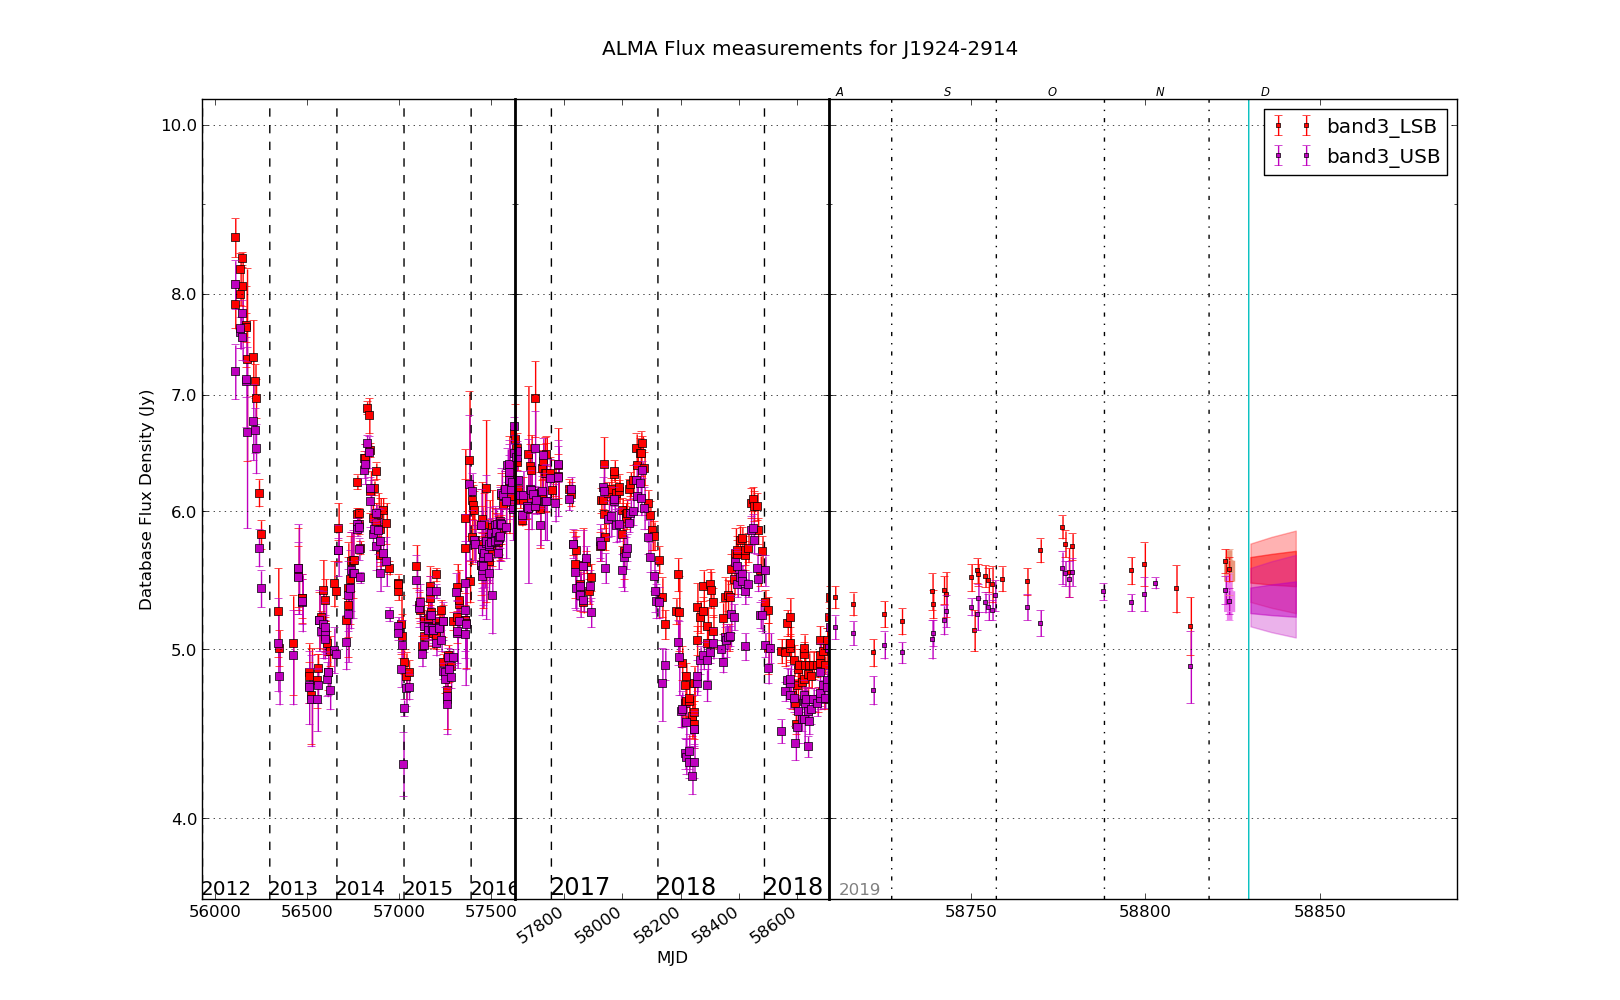 ALMA Flux measurements for J1924-2914
A S O N D
band3_LSB
band3_USB
10.0
8.0
7.0
6.0
5.0
4.0
Database Flux Density (Jy)
2012 2013 2014 2015 2016 2017 2018 2018 2019
56000 56500 57000 57500 57800 58000 58200 58400 58600 58750 58800 58850
MJD